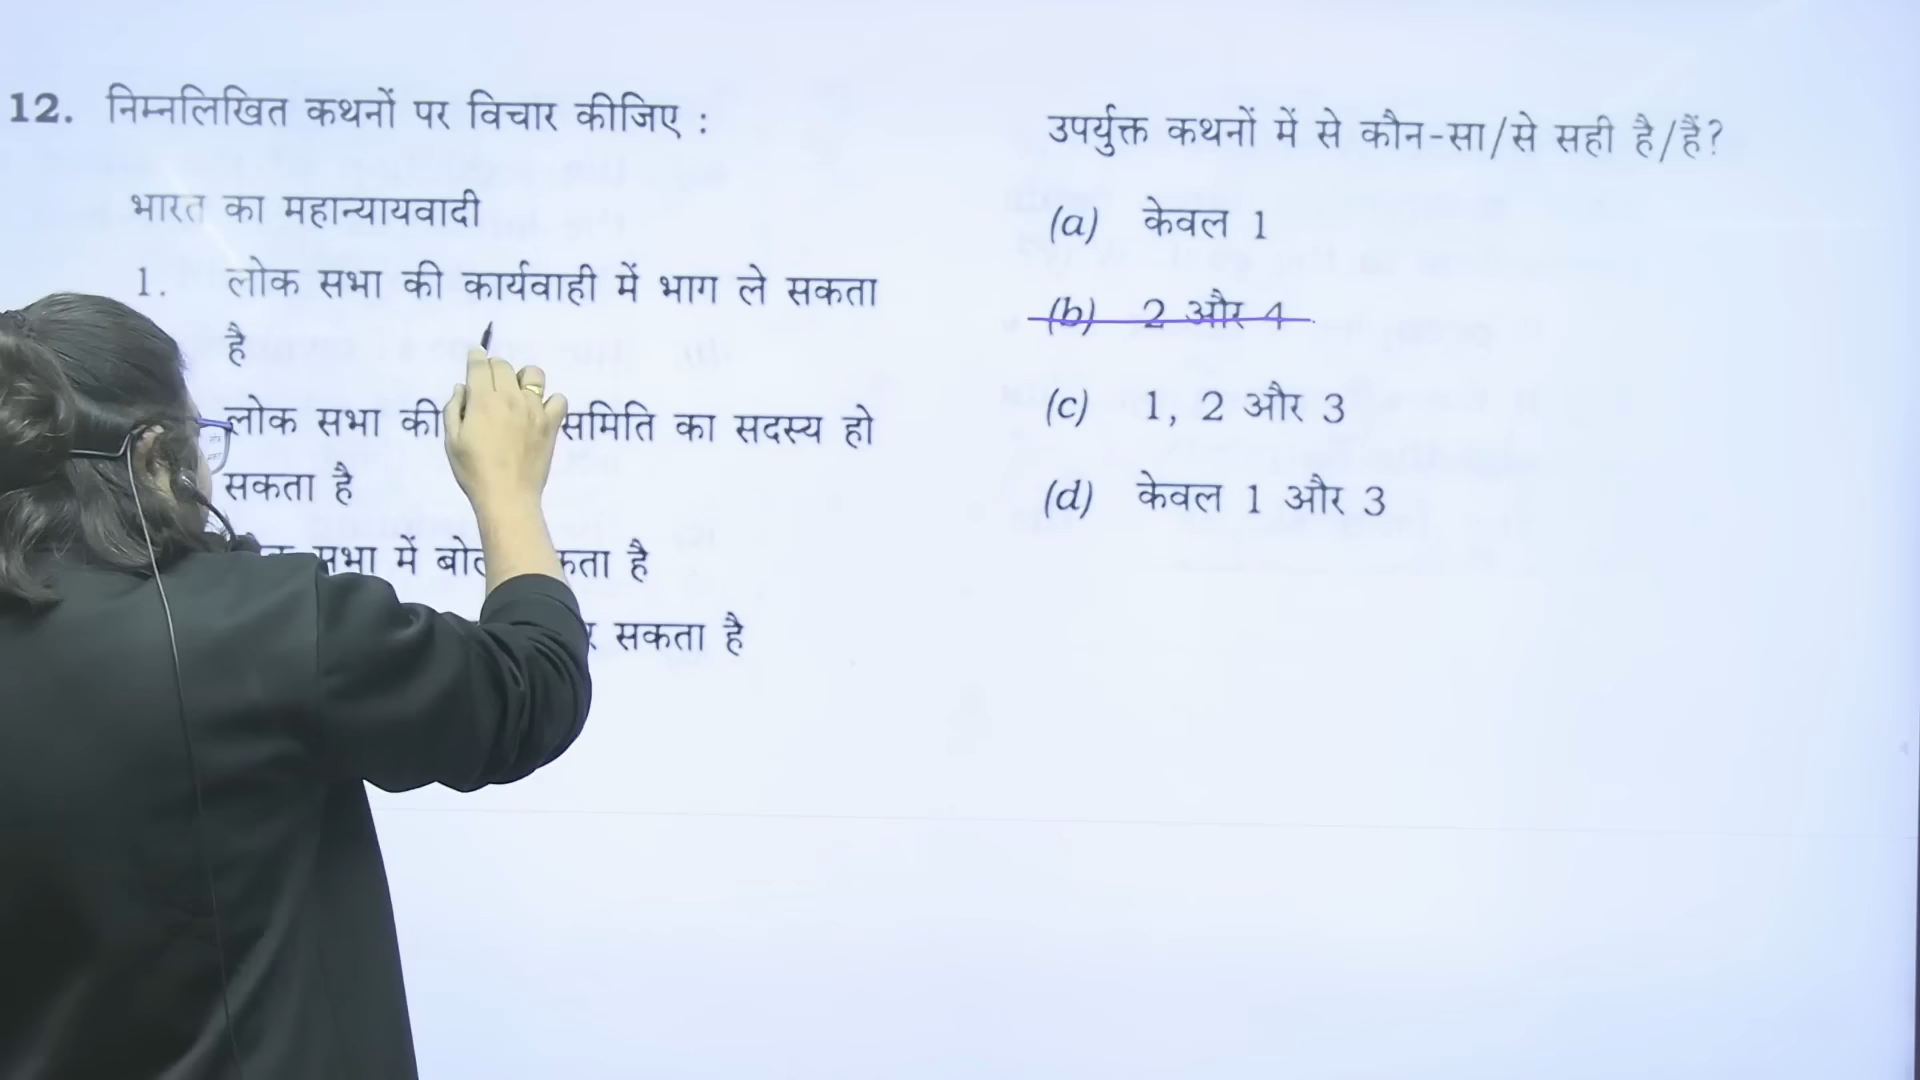 12. निम्नलिखित कथनों पर विचार कीजिए :
भारत का महान्यायवादी
1. लोक सभा की कार्यवाही में भाग ले सकता
है
लोक सभा की समिति का सदस्य हो
सकता है
सभा में
है
सकता है
उपर्युक्त कथनों में से कौन-सा/से सही है/हैं?
(a) केवल 1
(b) 2 और 4
(c) 1, 2 और 3
(d) केवल 1 और 3